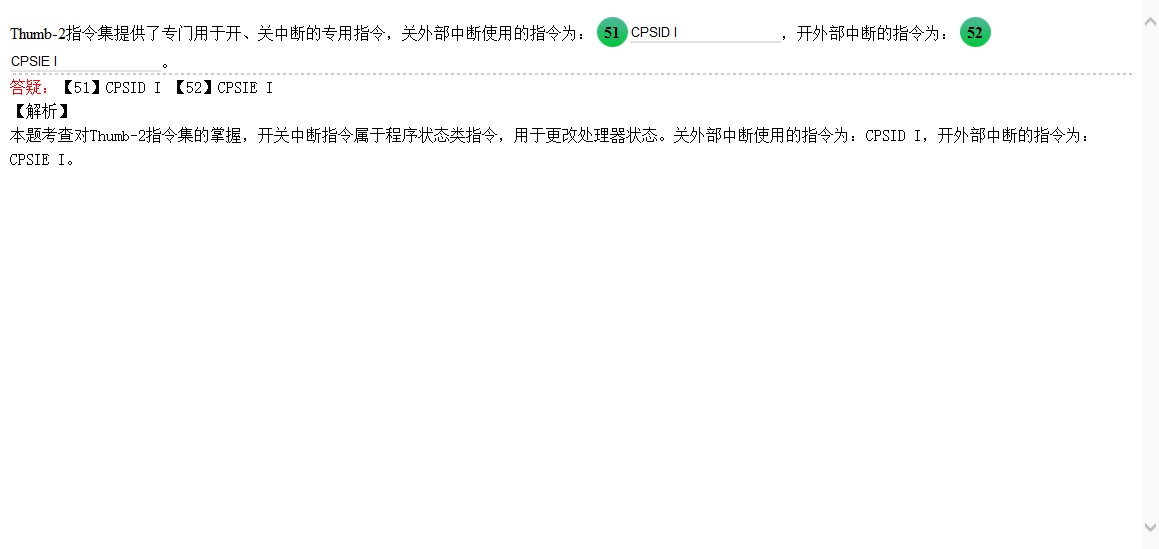 Thumb-2指令集提供了专门用于开、关中断的专用指令，关外部中断使用的指令为：51 CPSID I，开外部中断的指令为：52
CPSIE I。
答疑：【51】CPSID I 【52】CPSIE I
【解析】
本题考查对Thumb-2指令集的掌握，开关中断指令属于程序状态类指令，用于更改处理器状态。关外部中断使用的指令为：CPSID I，开外部中断的指令为：
CPSIE I。